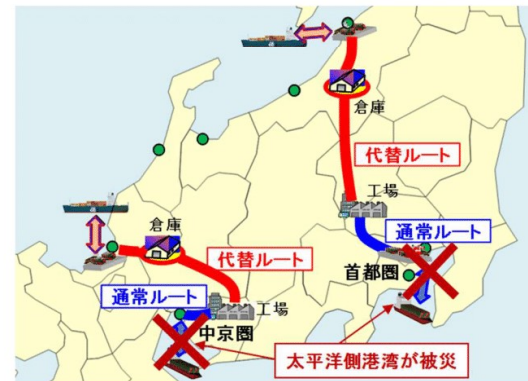 倉庫
代替ルート
工場
通常ルート
首都圏
倉庫
代替ルート
通常ルート
工場
中京圏
太平洋側港湾が被災